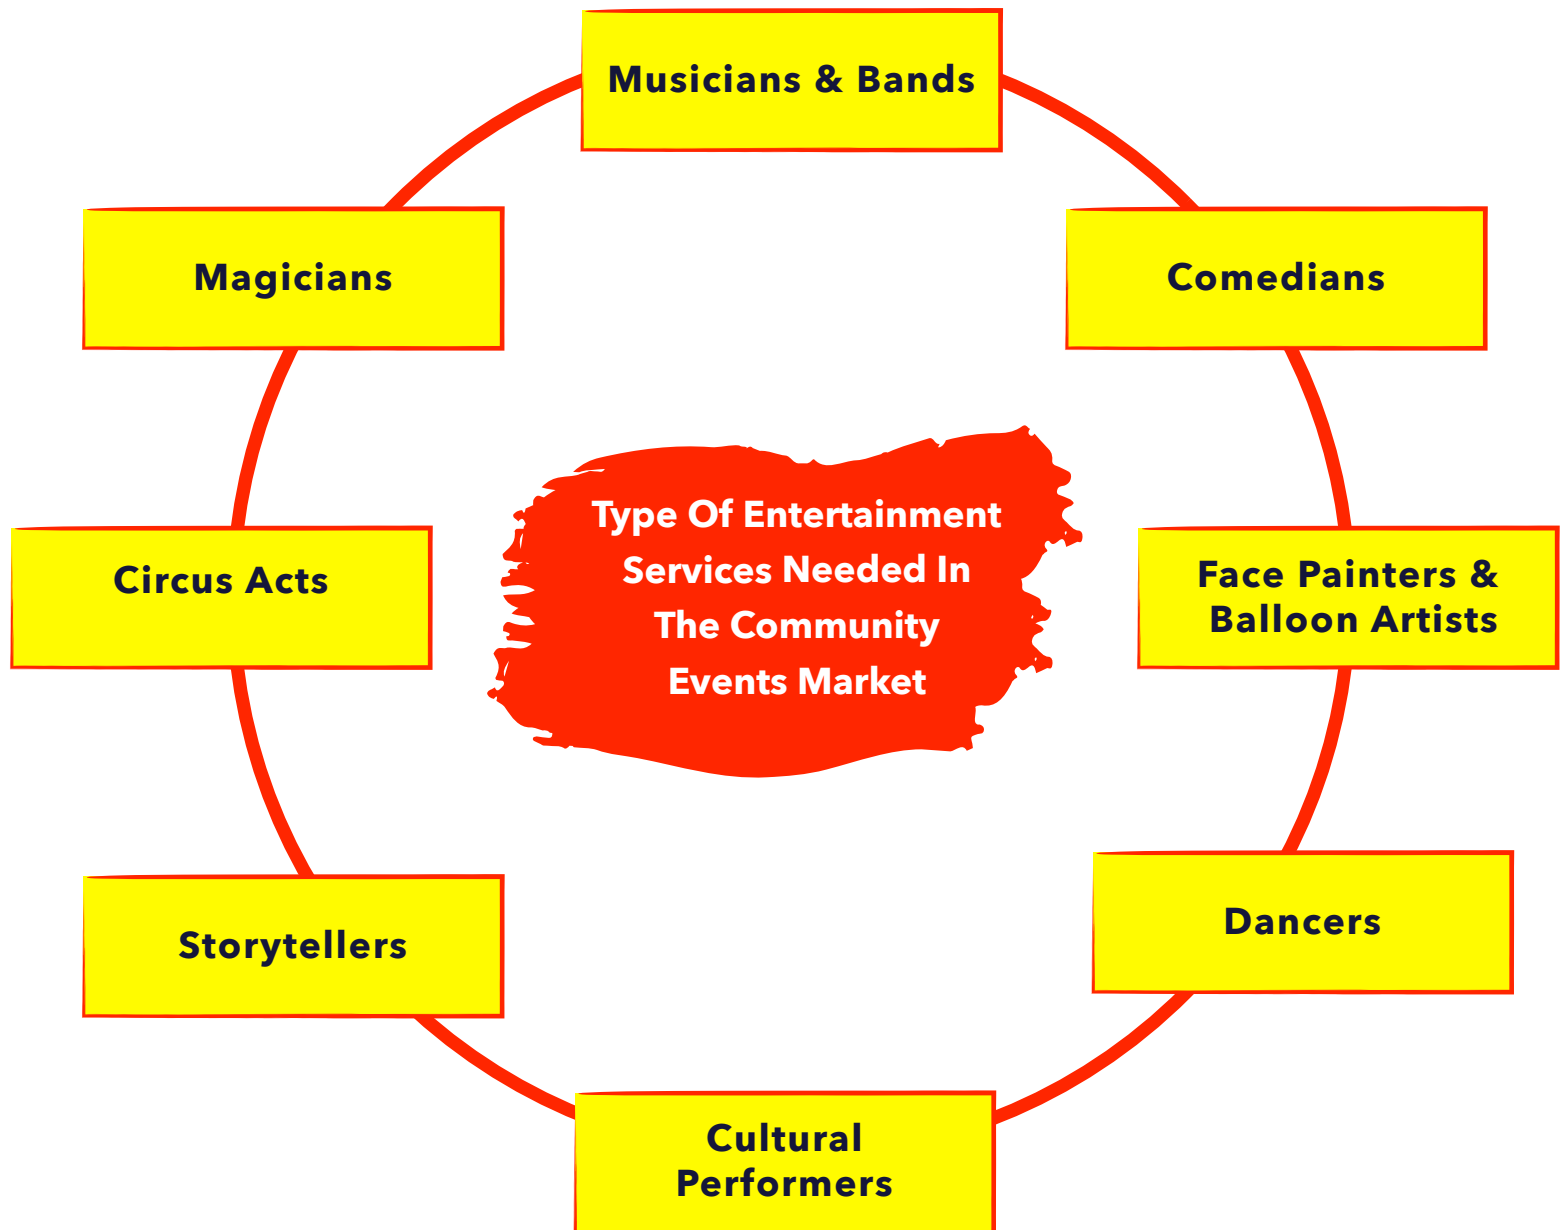 Musicians & Bands
Magicians
Comedians
Type Of Entertainment
Services Needed In
The Community
Events Market
Circus Acts
Face Painters &
Balloon Artists
Storytellers
Dancers
Cultural
Performers